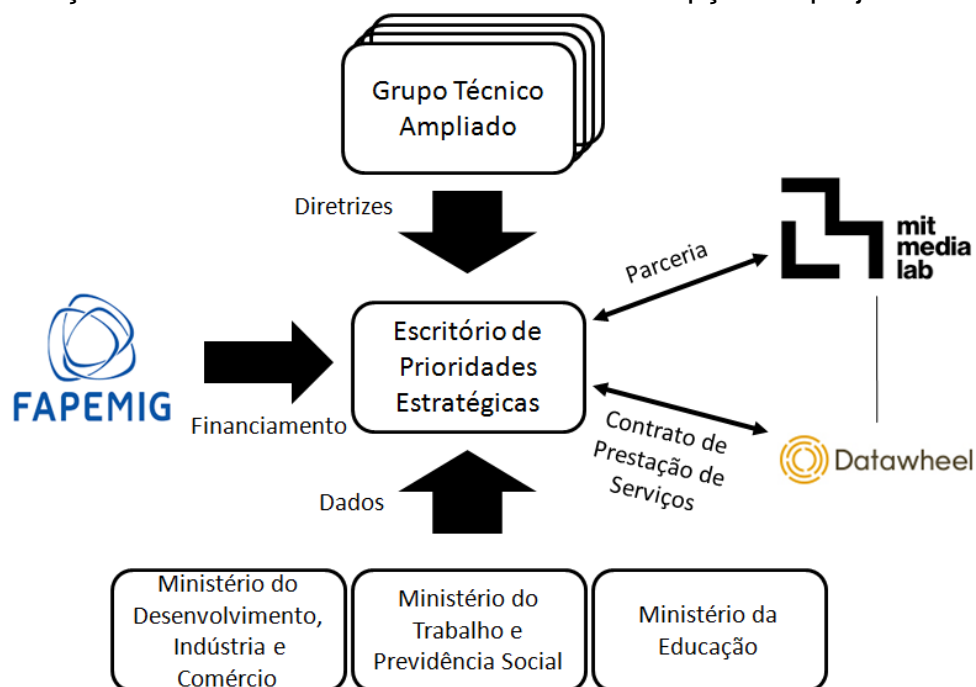 Grupo Técnico
Ampliado
Diretrizes
Parceria
mit
media
lab
Escritório de
Prioridades
Estratégicas
FAPEMIG
Financiamento
Contrato de
Prestação de
Serviços
Datawheel
Dados
Ministério do
Desenvolvimento,
Indústria e
Comércio
Ministério do
Trabalho e
Previdência Social
Ministério da
Educação